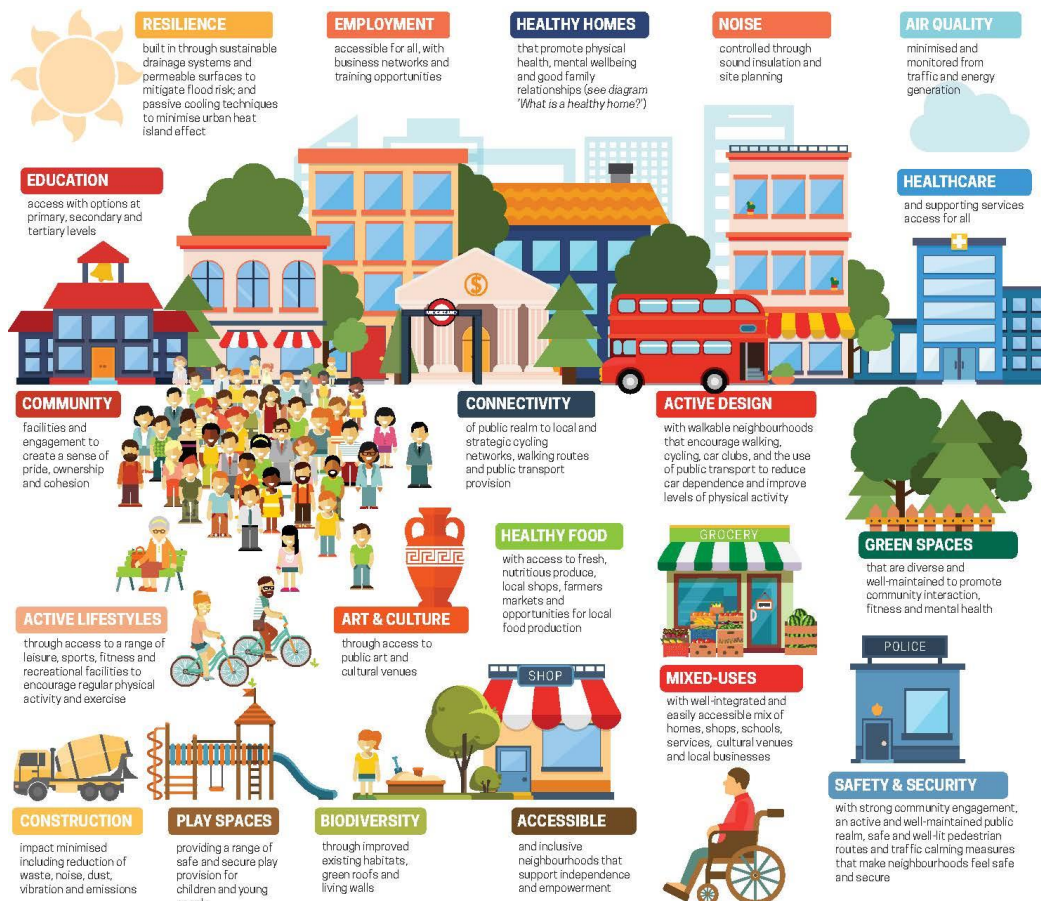 RESILIENCE
built in through sustainable
drainage systems and
permeable surfaces to
mitigate flood risk; and
passive cooling techniques
to minimise urban heat
island effect
EMPLOYMENT
accessible for all, with
business networks and
training opportunities
HEALTHY HOMES
that promote physical
health, mental wellbeing
and good family
relationships (see diagram
'What is a healthy home?')
NOISE
controlled through
sound insulation and
site planning
AIR QUALITY
minimised and
monitored from
traffic and energy
generation
EDUCATION
access with options at
primary, secondary and
tertiary levels
HEALTHCARE
and supporting services
access for all
$
COMMUNITY
facilities and
engagement to
create a sense of
pride, ownership
and cohesion
CONNECTIVITY
of public realm to local and
strategic cycling
networks, walking routes
and public transport
provision
ACTIVE DESIGN
with walkable neighbourhoods
that encourage walking,
cycling, car clubs, and the use
of public transport to reduce
car dependence and improve
levels of physical activity
GREEN SPACES
that are diverse and
well-maintained to promote
community interaction,
fitness and mental health
HEALTHY FOOD
with access to fresh,
nutritious produce,
local shops, farmers
markets and
opportunities for local
food production
GROCERY
ACTIVE LIFESTYLES
through access to a range of
leisure, sports, fitness and
recreational facilities to
encourage regular physical
activity and exercise
ART & CULTURE
through access to
public art and
cultural venues
SHOP
MIXED-USES
with well-integrated and
easily accessible mix of
homes, shops, schools,
services, cultural venues
and local businesses
POLICE
SAFETY & SECURITY
with strong community engagement,
an active and well-maintained public
realm, safe and well-lit pedestrian
routes and traffic calming measures
that make neighbourhoods feel safe
and secure
CONSTRUCTION
impact minimised
including reduction of
waste, noise, dust,
vibration and emissions
PLAY SPACES
providing a range of
safe and secure play
provision for
children and young
BIODIVERSITY
through improved
existing habitats,
green roofs and
living walls
ACCESSIBLE
and inclusive
neighbourhoods that
support independence
and empowerment